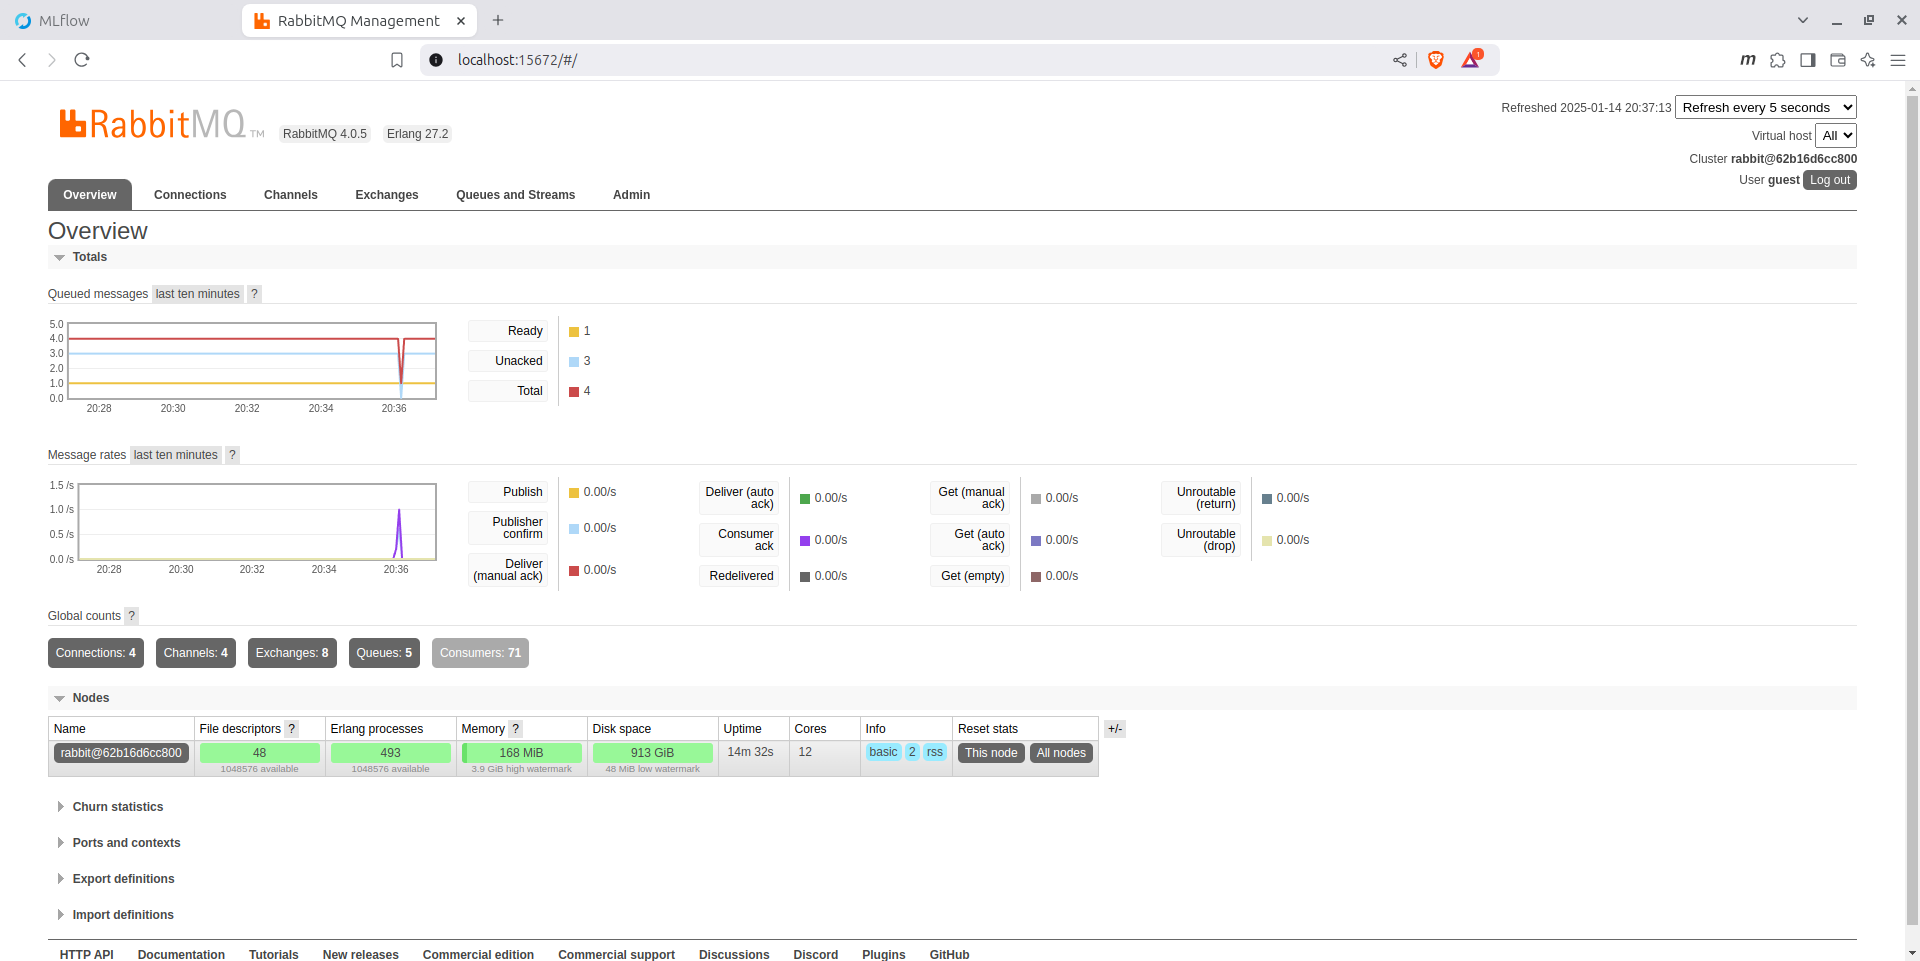 MLflow
RabbitMQ Management
localhost:15672/#/
1
m
RabbitMQ TM
RabbitMQ 4.0.5 Erlang 27.2
Refreshed 2025-01-14 20:37:13 Refresh every 5 seconds
Virtual host All
Cluster rabbit@62b16d6cc800
User guest Log out
Overview Connections Channels Exchanges Queues and Streams Admin
Overview
Totals
Queued messages last ten minutes ?
5.0
4.0
3.0
2.0
1.0
0.0
20:28 20:30 20:32 20:34 20:36
Ready 1
Unacked 3
Total 4
Message rates last ten minutes ?
1.5 /s
1.0 /s
0.5 /s
0.0 /s
20:28 20:30 20:32 20:34 20:36
Publish 0.00/s
Publisher
confirm 0.00/s
Deliver
(manual ack) 0.00/s
Deliver (auto
ack) 0.00/s
Consumer
ack 0.00/s
Redelivered 0.00/s
Get (manual
ack) 0.00/s
Get (auto
ack) 0.00/s
Get (empty) 0.00/s
Unroutable
(return) 0.00/s
Unroutable
(drop) 0.00/s
Global counts ?
Connections: 4 Channels: 4 Exchanges: 8 Queues: 5 Consumers: 71
Nodes
Name File descriptors ? Erlang processes Memory ? Disk space Uptime Cores Info Reset stats +/-
rabbit@62b16d6cc800 48 493 168 MiB 913 GiB 14m 32s 12 basic 2 rss This node All nodes
1048576 available 1048576 available 3.9 GiB high watermark 48 MiB low watermark
Churn statistics
Ports and contexts
Export definitions
Import definitions
HTTP API Documentation Tutorials New releases Commercial edition Commercial support Discussions Discord Plugins GitHub